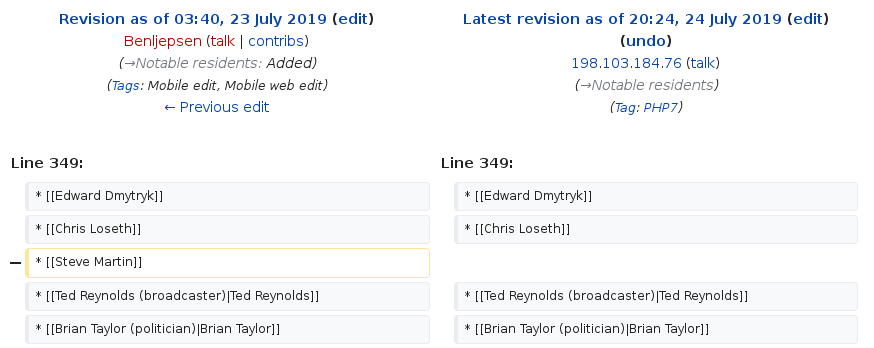 Revision as of 03:40, 23 July 2019 (edit)
Benljepsen (talk | contribs)
(→Notable residents: Added)
(Tags: Mobile edit, Mobile web edit)
← Previous edit
Latest revision as of 20:24, 24 July 2019 (edit)
(undo)
198.103.184.76 (talk)
(→Notable residents)
(Tag: PHP7)
Line 349:
Line 349:
* [[Edward Dmytryk]]
* [[Edward Dmytryk]]
* [[Chris Loseth]]
* [[Chris Loseth]]
− * [[Steve Martin]]
* [[Ted Reynolds (broadcaster)|Ted Reynolds]]
* [[Ted Reynolds (broadcaster)|Ted Reynolds]]
* [[Brian Taylor (politician)|Brian Taylor]]
* [[Brian Taylor (politician)|Brian Taylor]]